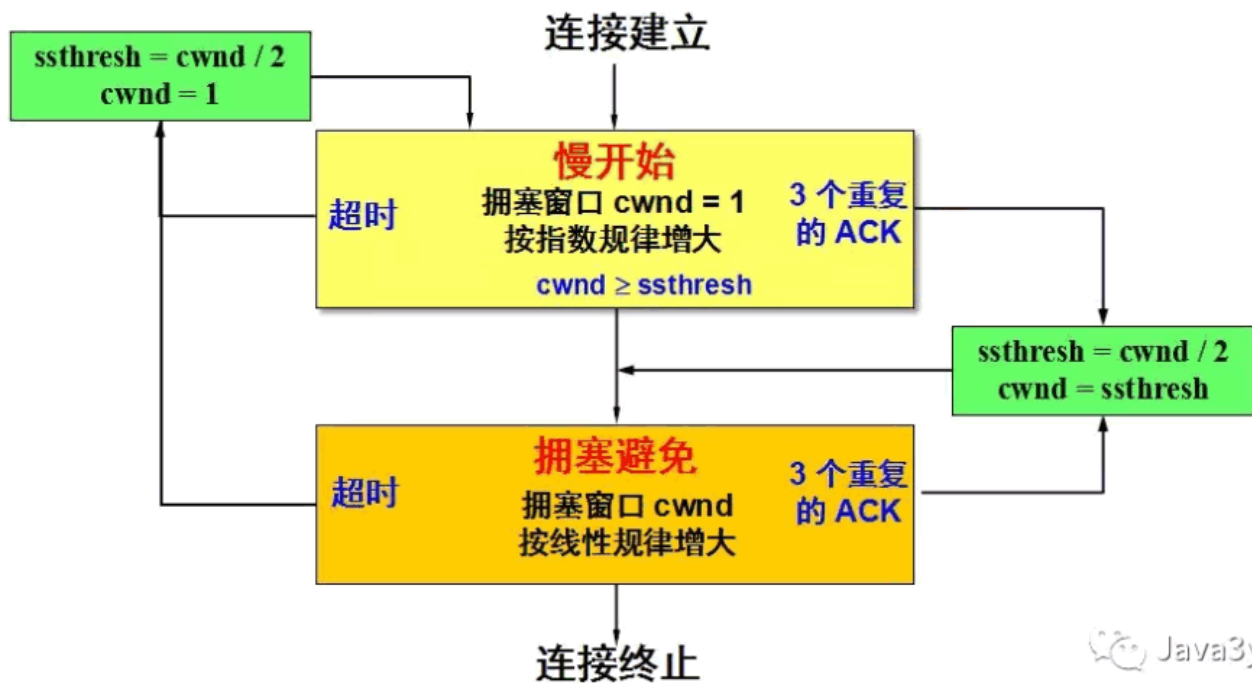 连接建立
ssthresh = cwnd / 2
cwnd = 1
慢开始
超时
拥塞窗口 cwnd = 1
按指数规律增大
3 个重复
的 ACK
cwnd ≥ ssthresh
ssthresh = cwnd / 2
cwnd = ssthresh
拥塞避免
超时
拥塞窗口 cwnd
按线性规律增大
3 个重复
的 ACK
连接终止
Java3y